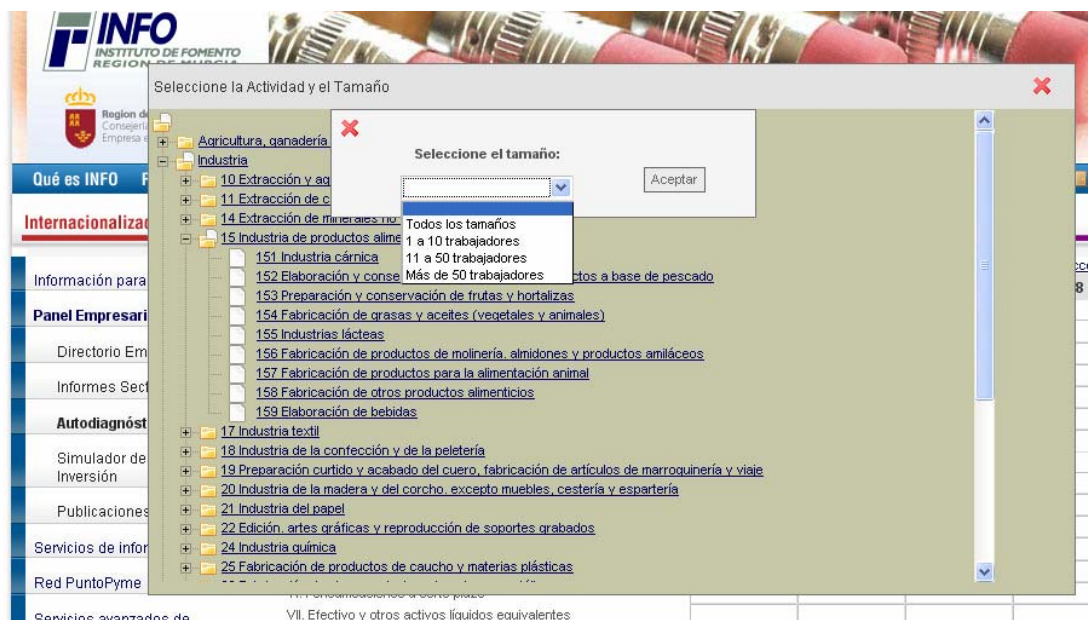 INFO
INSTITUTO DE FOMENTO
REGION DE MURCIA
Region d
Consejería
Empresa e
Qué es INFO F
Internacionaliza
Información para
Panel Empresari
Directorio Em
Informes Sect
Autodiagnóst
Simulador de
Inversión
Publicaciones
Servicios de infor
Red PuntoPyme
Servicios avanzados de
Seleccione la Actividad y el Tamaño
Agricultura, ganadería
Industria
10 Extracción y ag
11 Extracción de c
14 Extracción de minerales no
15 Industria de productos alime
151 Industria cárnica
152 Elaboración y conse ctos a base de pescado
153 Preparación y conservación de frutas y hortalizas
154 Fabricación de grasas y aceites (vegetales y animales)
155 Industrias lácteas
156 Fabricación de productos de molinería, almidones y productos amiláceos
157 Fabricación de productos para la alimentación animal
158 Fabricación de otros productos alimenticios
159 Elaboración de bebidas
17 Industria textil
18 Industria de la confección y de la peletería
19 Preparación curtido y acabado del cuero, fabricación de artículos de marroquinería y viaje
20 Industria de la madera y del corcho, excepto muebles, cestería y espartería
21 Industria del papel
22 Edición, artes gráficas y reproducción de soportes grabados
24 Industria química
25 Fabricación de productos de caucho y materias plásticas
Seleccione el tamaño:
Aceptar
Todos los tamaños
1 a 10 trabajadores
11 a 50 trabajadores
Más de 50 trabajadores
8
VII. Efectivo y otros activos líquidos equivalentes